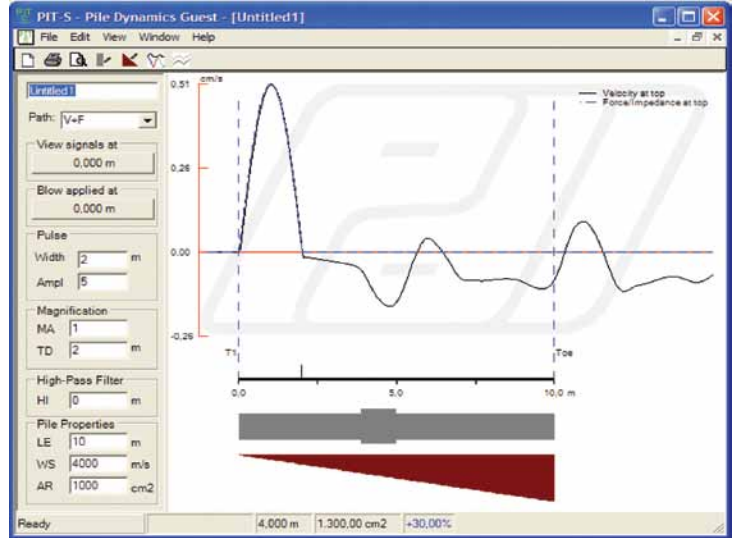 PIT-S - Pile Dynamics Guest - [Untitled1]
File Edit View Window Help
Untitled1
Path: V+F
View signals at
0,000 m
Blow applied at
0,000 m
Pulse
Width 2 m
Ampl 5
Magnification
MA 1
TD 2 m
High-Pass Filter
HI 0 m
Pile Properties
LE 10 m
WS 4000 m/s
AR 1000 cm2
cm/s
0,51
0,26
0,00
-0,26
Velocity at top
Force/Impedance at top
T1
Toe
0,0 5,0 10,0 m
Ready 4,000 m 1.300,00 cm2 +30,00%